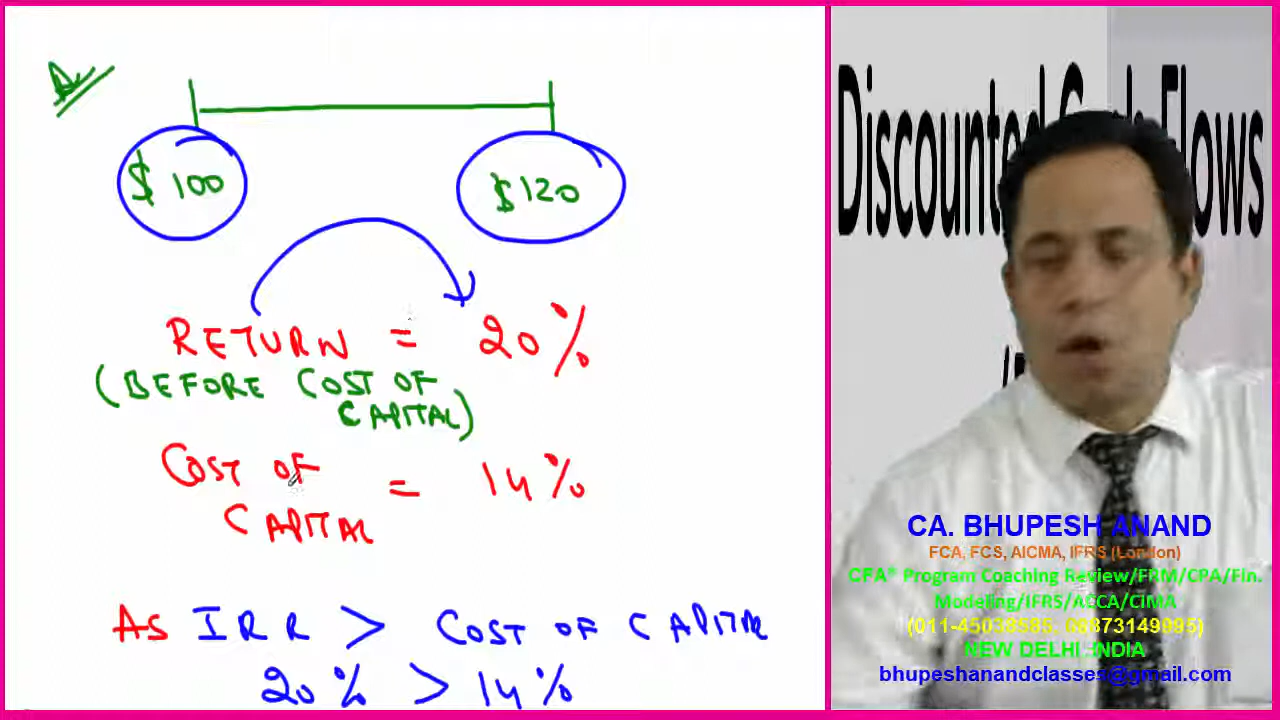 $ 100
$ 120
RETURN = 20%
(BEFORE COST OF
CAPITAL)
COST OF
CAPITAL = 14%
AS IRR > COST OF CAPITAL
20% > 14%
Discounted Flows
CA. BHUPESH ANAND
FCA, FCS, AICMA, IFRS (London)
CFA® Program Coaching Review/FRM/CPA/Fin.
Modeling/IFRS/ACCA/CIMA
NEW DELHI. INDIA
bhupeshanandclasses@gmail.com